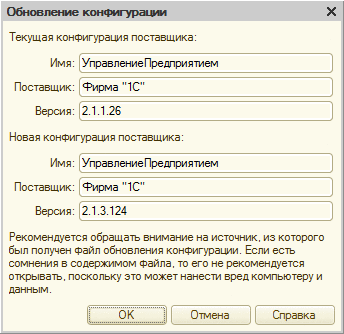 Обновление конфигурации
Текущая конфигурация поставщика:
Имя: УправлениеПредприятием
Поставщик: Фирма "1С"
Версия: 2.1.1.26
Новая конфигурация поставщика:
Имя: УправлениеПредприятием
Поставщик: Фирма "1С"
Версия: 2.1.3.124
Рекомендуется обращать внимание на источник, из которого
был получен файл обновления конфигурации. Если есть
сомнения в содержимом файла, то его не рекомендуется
открывать, поскольку это может нанести вред компьютеру и
данным.
OK Отмена Справка